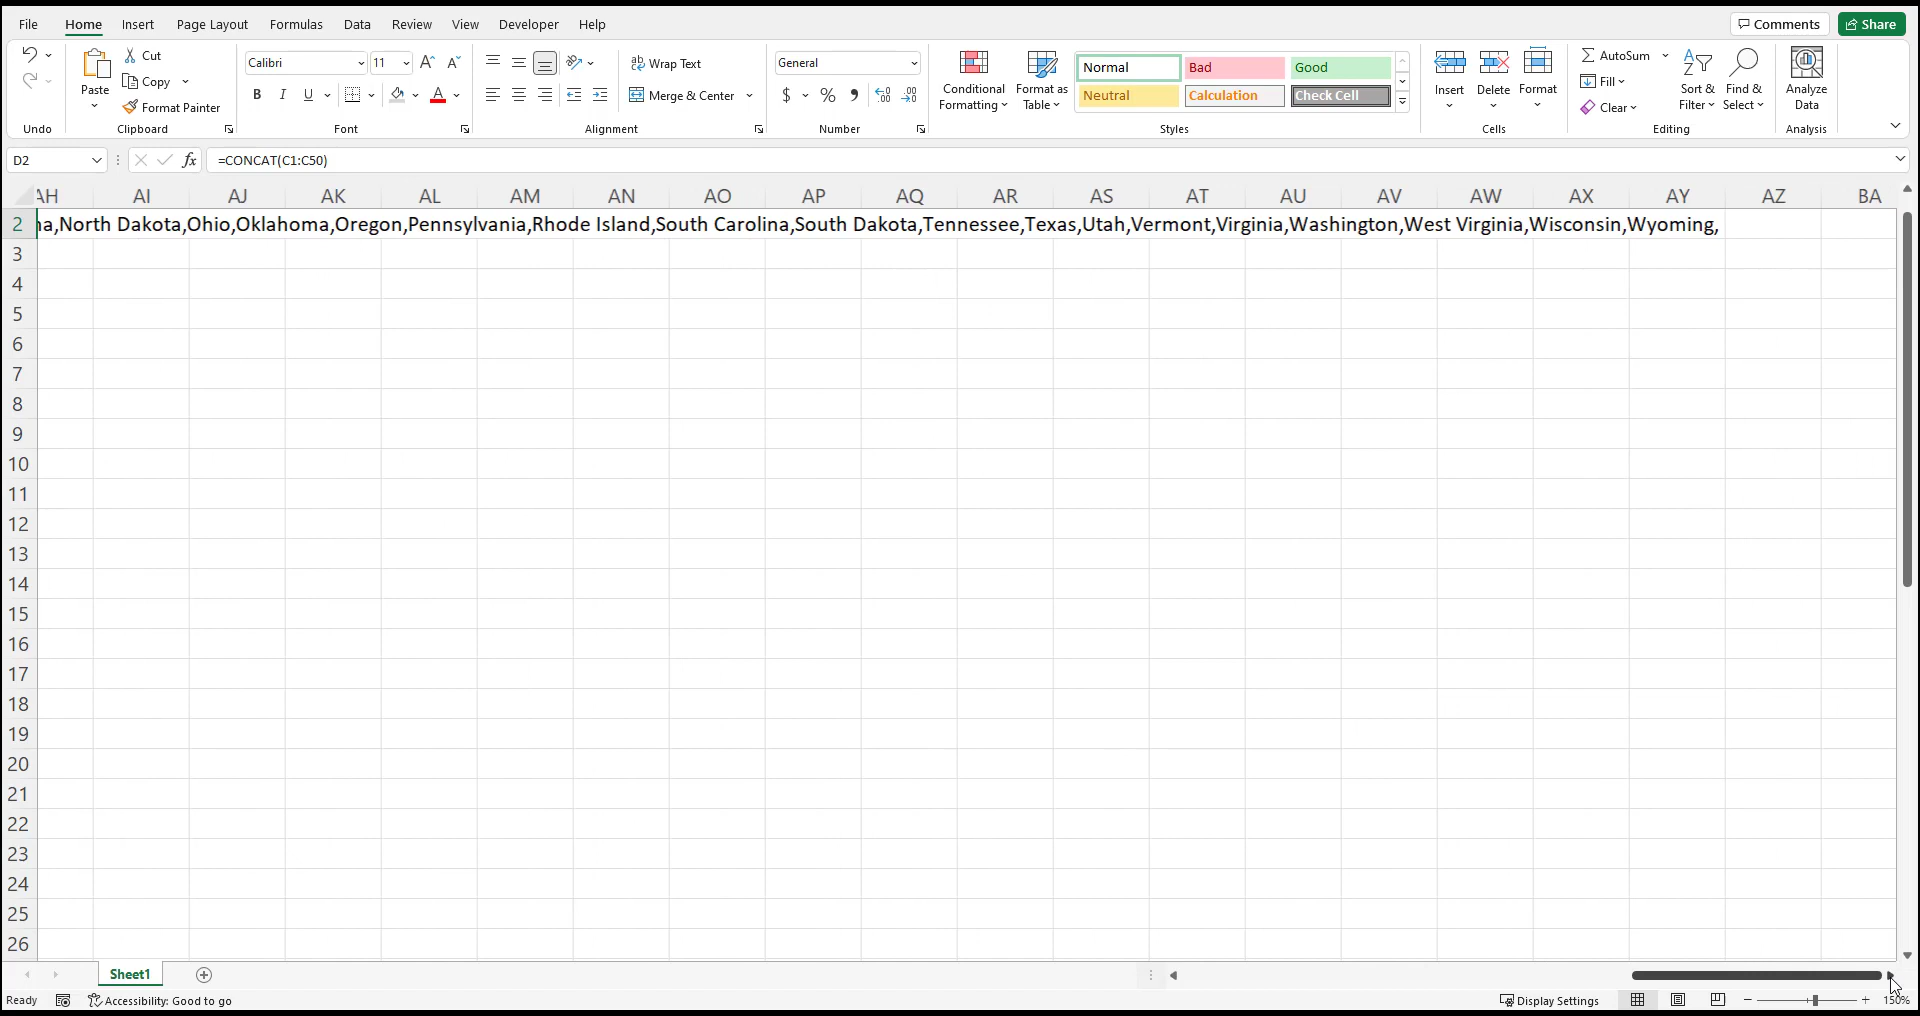 File Home Insert Page Layout Formulas Data Review View Developer Help Comments Share
Cut Calibri 11 Wrap Text General Normal Bad Good AutoSum
Paste Copy Conditional Formatting Format as Table Insert Delete Format Fill Sort & Filter Find & Select Analyze Data
B I U Merge & Center $ % Neutral Calculation Check Cell
Format Painter Clear
Undo Clipboard Font Alignment Number Styles Cells Editing Analysis
D2 fx =CONCAT(C1:C50)
AH AI AJ AK AL AM AN AO AP AQ AR AS AT AU AV AW AX AY AZ BA
2 na,North Dakota,Ohio,Oklahoma,Oregon,Pennsylvania,Rhode Island,South Carolina,South Dakota,Tennessee,Texas,Utah,Vermont,Virginia,Washington,West Virginia,Wisconsin,Wyoming,
3
4
5
6
7
8
9
10
11
12
13
14
15
16
17
18
19
20
21
22
23
24
25
26
Sheet1
Ready Accessibility: Good to go Display Settings 150%